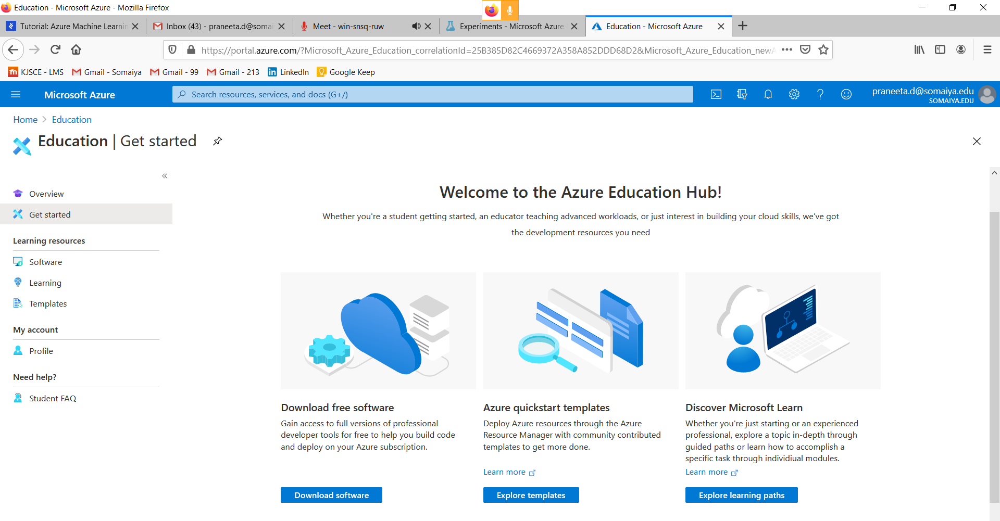 Education - Microsoft Azure - Mozilla Firefox
Tutorial: Azure Machine Learnin
Inbox (43) - praneeta.d@somai
Meet - win-snsq-ruw
Experiments - Microsoft Azure
Education - Microsoft Azure
https://portal.azure.com/?Microsoft_Azure_Education_correlationId=25B385D82C4669372A358A852DDD68D2&Microsoft_Azure_Education_newA
KJSCE - LMS
Gmail - Somaiya
Gmail - 99
Gmail - 213
LinkedIn
Google Keep
Microsoft Azure
Search resources, services, and docs (G+/)
praneeta.d@somaiya.edu
SOMAIYA.EDU
Home > Education
Education | Get started
Overview
Get started
Learning resources
Software
Learning
Templates
My account
Profile
Need help?
Student FAQ
Welcome to the Azure Education Hub!
Whether you're a student getting started, an educator teaching advanced workloads, or just interest in building your cloud skills, we've got
the development resources you need
Download free software
Gain access to full versions of professional
developer tools for free to help you build code
and deploy on your Azure subscription.
Download software
Azure quickstart templates
Deploy Azure resources through the Azure
Resource Manager with community contributed
templates to get more done.
Learn more
Explore templates
Discover Microsoft Learn
Whether you're just starting or an experienced
professional, explore a topic in-depth through
guided paths or learn how to accomplish a
specific task through individiual modules.
Learn more
Explore learning paths